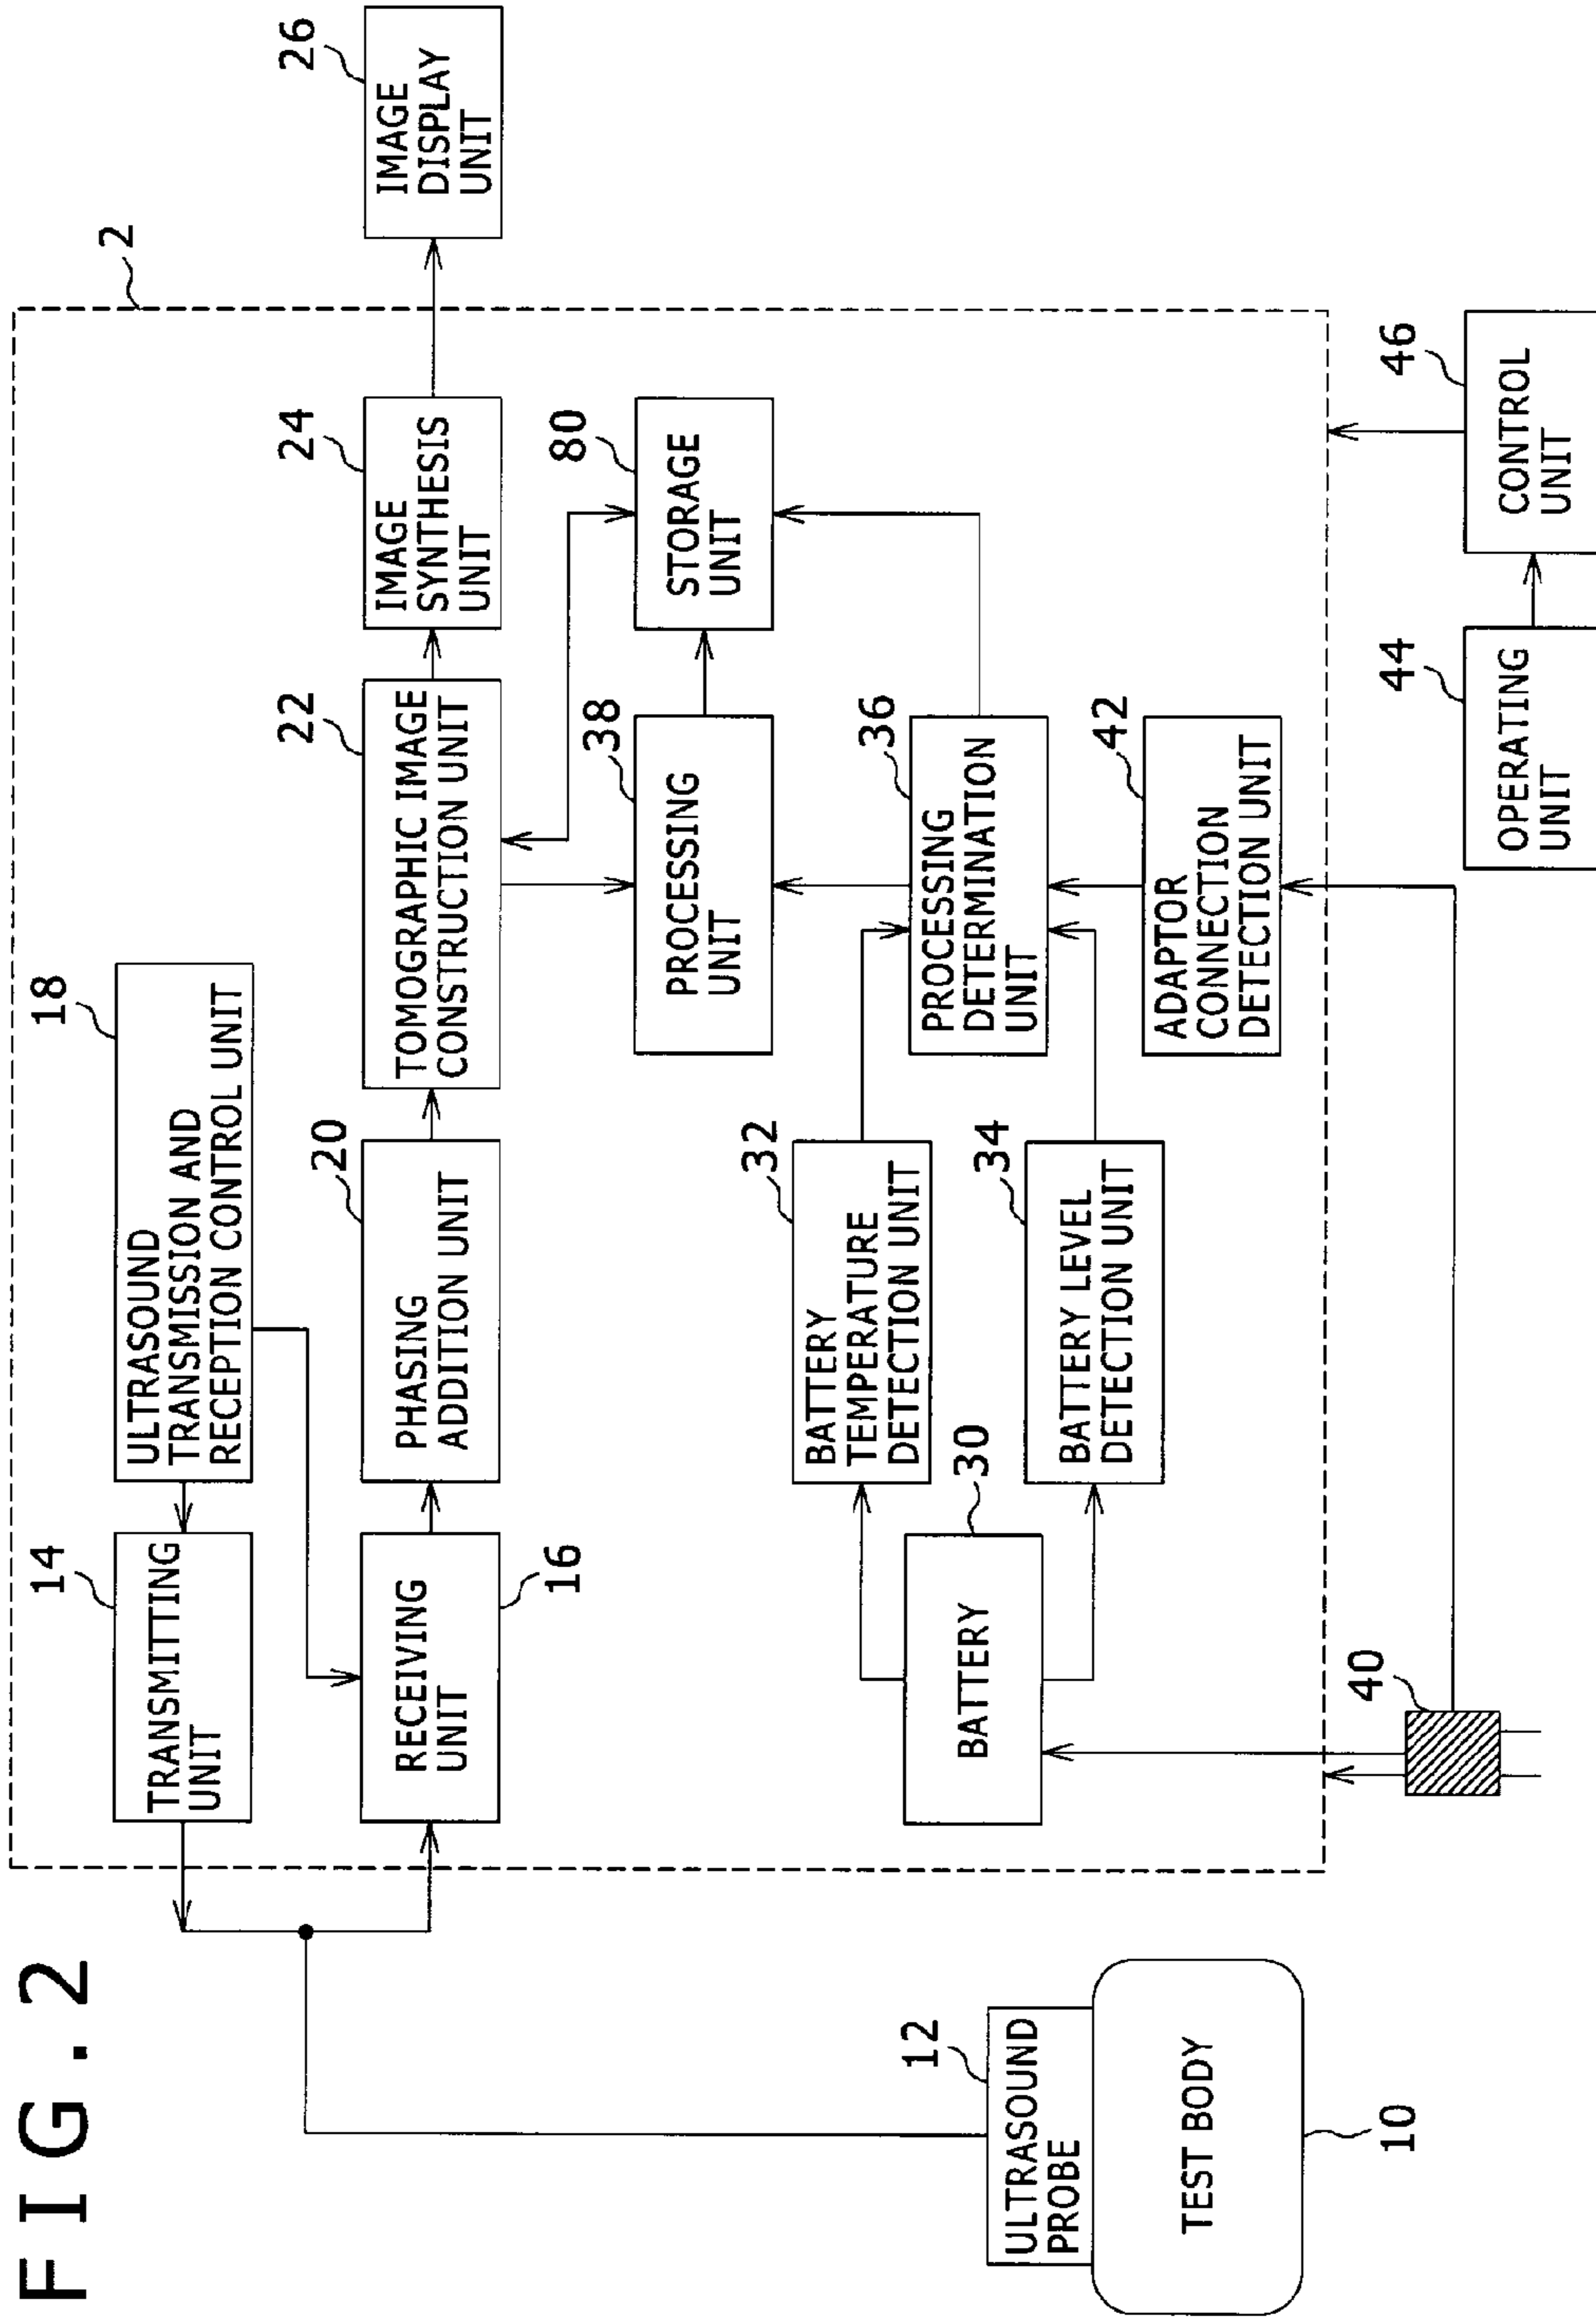 FIG.2
2
18
ULTRASOUND
TRANSMISSION AND
RECEPTION CONTROL UNIT
14
TRANSMITTING
UNIT
RECEIVING
UNIT
16
20
PHASING
ADDITION UNIT
22
TOMOGRAPHIC IMAGE
CONSTRUCTION UNIT
24
IMAGE
SYNTHESIS
UNIT
26
IMAGE
DISPLAY
UNIT
38
PROCESSING
UNIT
80
STORAGE
UNIT
32
BATTERY
TEMPERATURE
DETECTION UNIT
36
PROCESSING
DETERMINATION
UNIT
30
BATTERY
34
BATTERY LEVEL
DETECTION UNIT
42
ADAPTOR
CONNECTION
DETECTION UNIT
12
ULTRASOUND
PROBE
TEST BODY
10
40
44
OPERATING
UNIT
46
CONTROL
UNIT